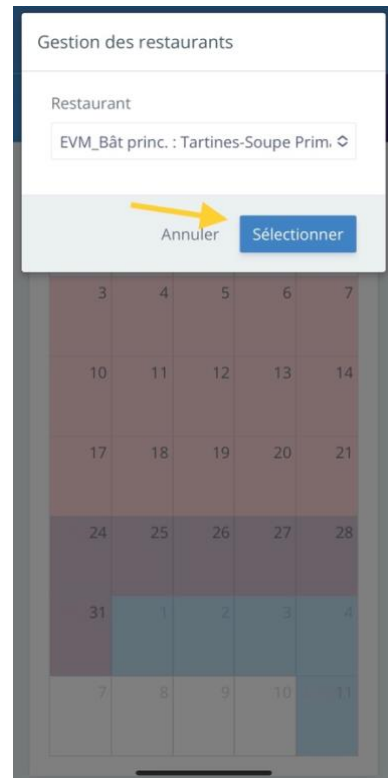 Gestion des restaurants
Restaurant
EVM_Bât princ. : Tartines-Soupe Prim
Annuler Sélectionner
3 4 5 6 7
10 11 12 13 14
17 18 19 20 21
24 25 26 27 28
31 1 2 3 4
7 8 9 10 11